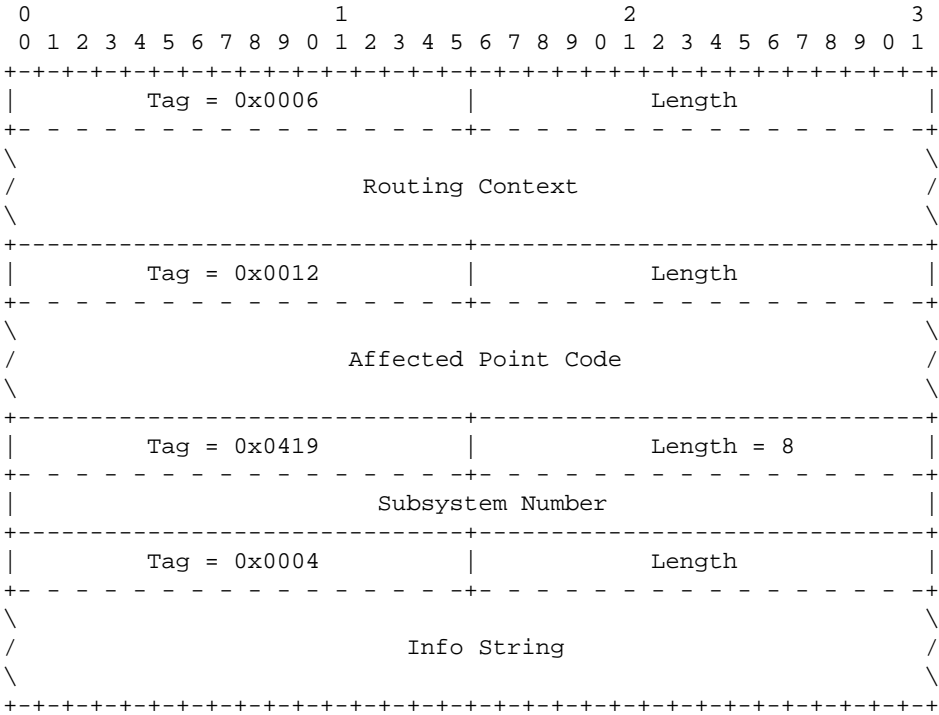 0                   1                   2                   3
 0 1 2 3 4 5 6 7 8 9 0 1 2 3 4 5 6 7 8 9 0 1 2 3 4 5 6 7 8 9 0 1
+-+-+-+-+-+-+-+-+-+-+-+-+-+-+-+-+-+-+-+-+-+-+-+-+-+-+-+-+-+-+-+-+
|         Tag = 0x0006          |            Length             |
+- - - - - - - - - - - - - - - -+- - - - - - - - - - - - - - - -+
\                                                               \
/                        Routing Context                        /
\                                                               \
+-------------------------------+-------------------------------+
|         Tag = 0x0012          |            Length             |
+- - - - - - - - - - - - - - - -+- - - - - - - - - - - - - - - -+
\                                                               \
/                       Affected Point Code                     /
\                                                               \
+-------------------------------+-------------------------------+
|         Tag = 0x0419          |            Length = 8         |
+- - - - - - - - - - - - - - - -+- - - - - - - - - - - - - - - -+
|                         Subsystem Number                      |
+-------------------------------+-------------------------------+
|         Tag = 0x0004          |            Length             |
+- - - - - - - - - - - - - - - -+- - - - - - - - - - - - - - - -+
\                                                               \
/                           Info String                         /
\                                                               \
+-+-+-+-+-+-+-+-+-+-+-+-+-+-+-+-+-+-+-+-+-+-+-+-+-+-+-+-+-+-+-+-+